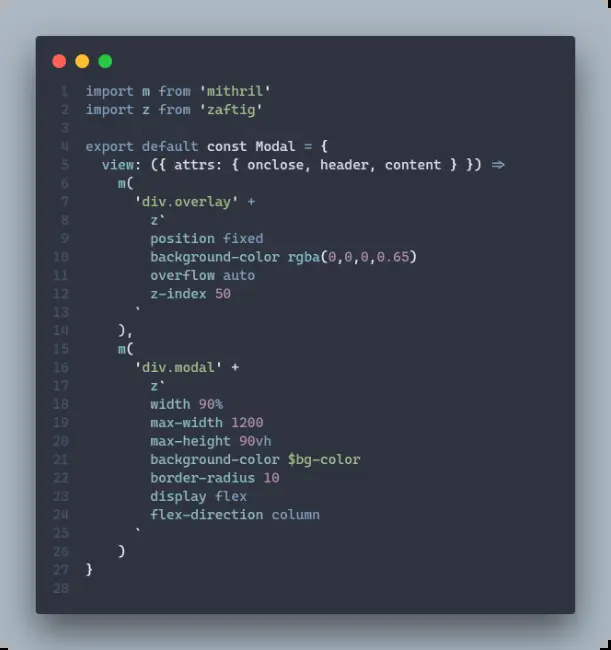 1 import m from 'mithril'
2 import z from 'zaftig'
3
4 export default const Modal = {
5   view: ({ attrs: { onclose, header, content } }) =>
6     m(
7       'div.overlay' +
8         z`
9         position fixed
10         background-color rgba(0,0,0,0.65)
11         overflow auto
12         z-index 50
13       `
14     ),
15     m(
16       'div.modal' +
17         z`
18         width 90%
19         max-width 1200
20         max-height 90vh
21         background-color $bg-color
22         border-radius 10
23         display flex
24         flex-direction column
25       `
26     )
27 }
28